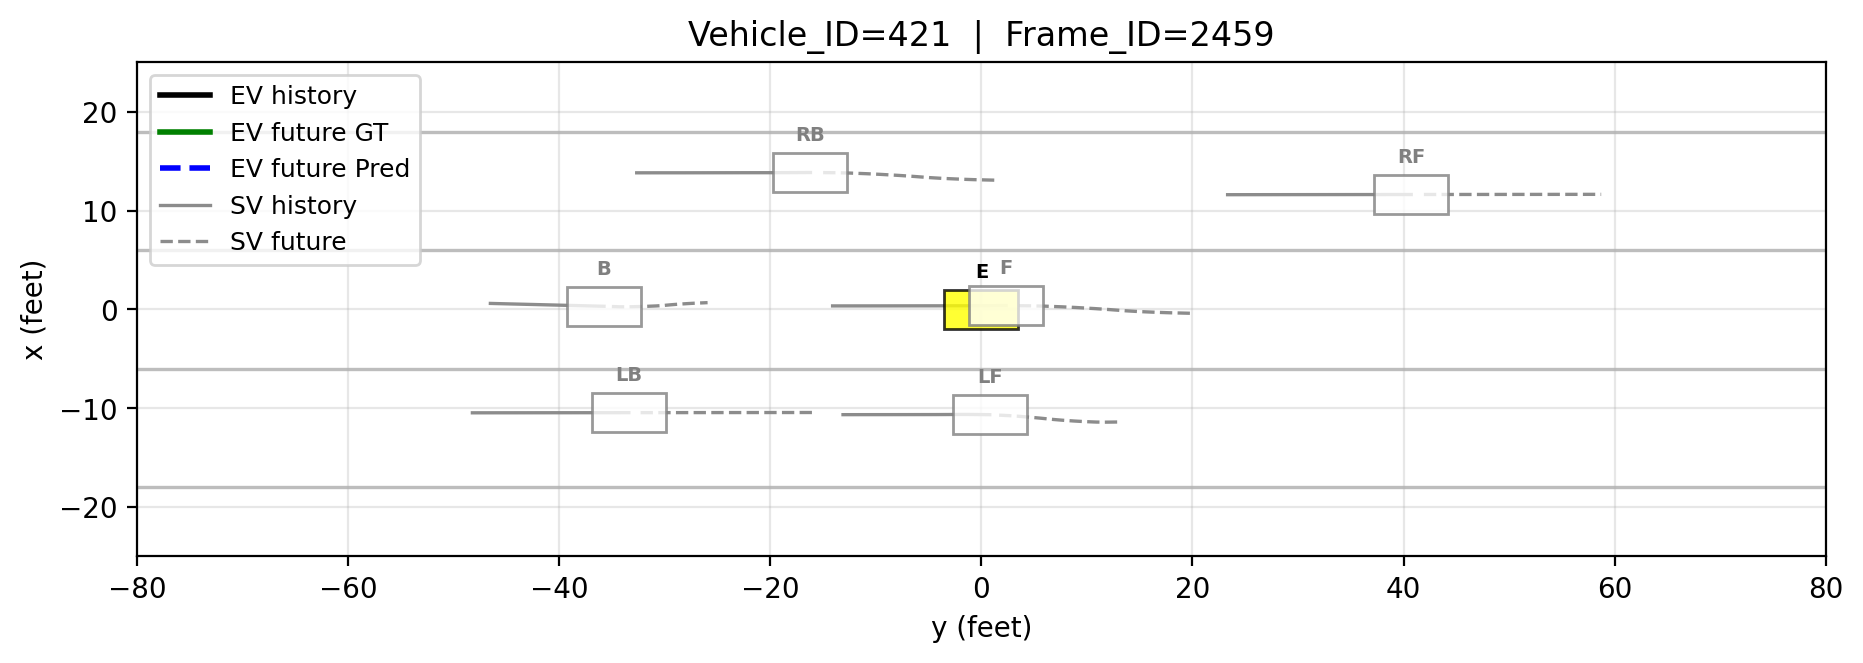 Vehicle_ID=421 | Frame_ID=2459
EV history
EV future GT
EV future Pred
SV history
SV future
RB
RF
B
E
F
LB
LF
20
10
0
−10
−20
x (feet)
−80
−60
−40
−20
0
20
40
60
80
y (feet)